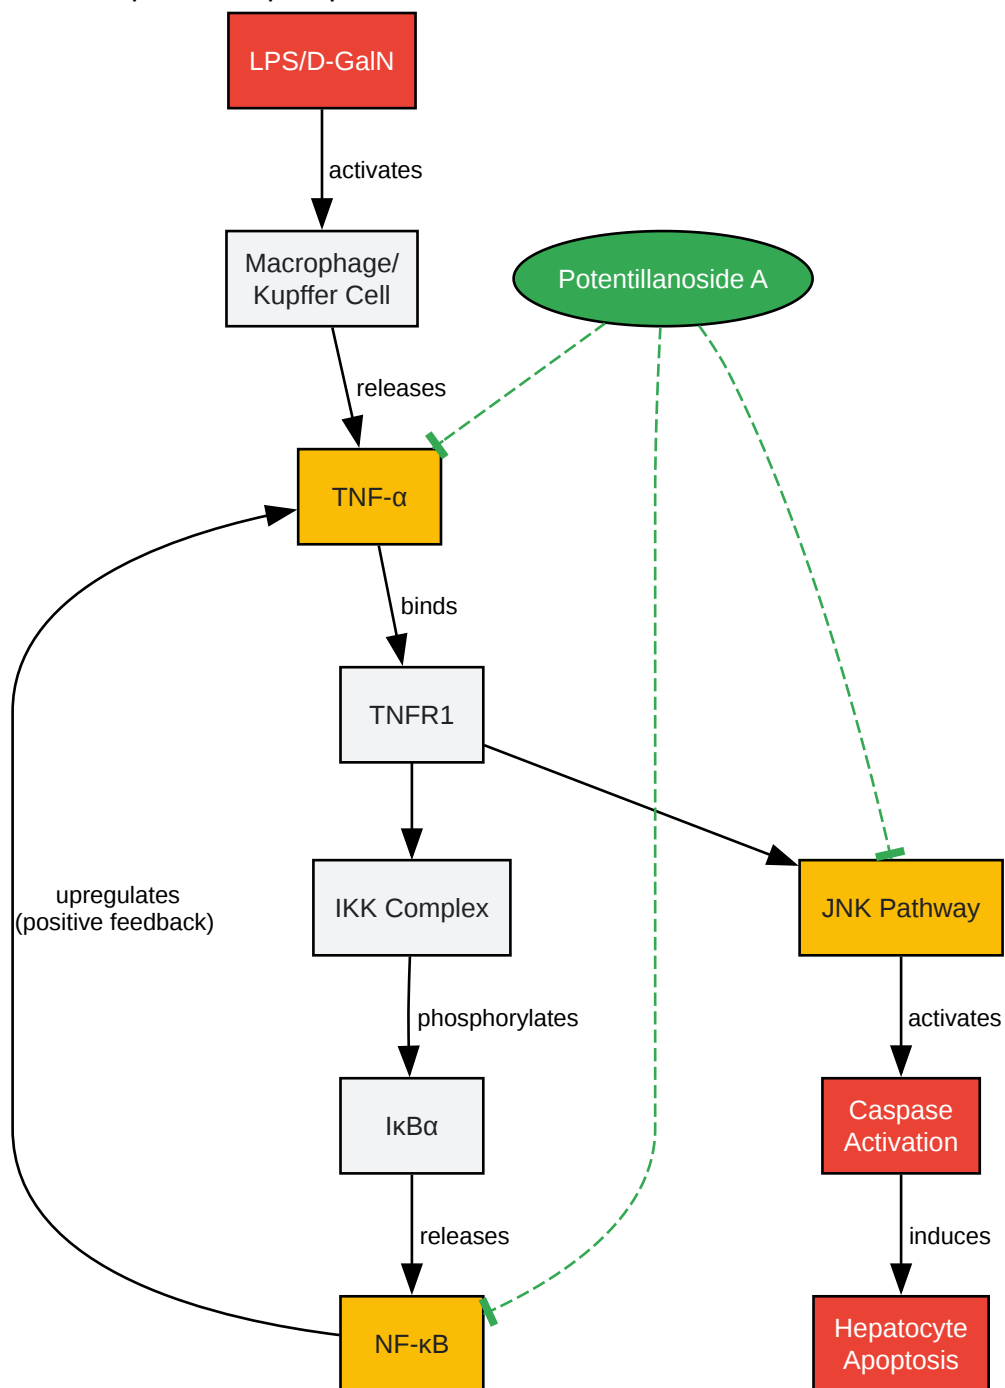 LPS/D-GalN
activates
Macrophage/
Kupffer Cell
Potentillanoside A
releases
TNF-α
binds
TNFR1
IKK Complex
JNK Pathway
upregulates
(positive feedback)
phosphorylates
activates
IκBα
Caspase
Activation
releases
induces
NF-κB
Hepatocyte
Apoptosis